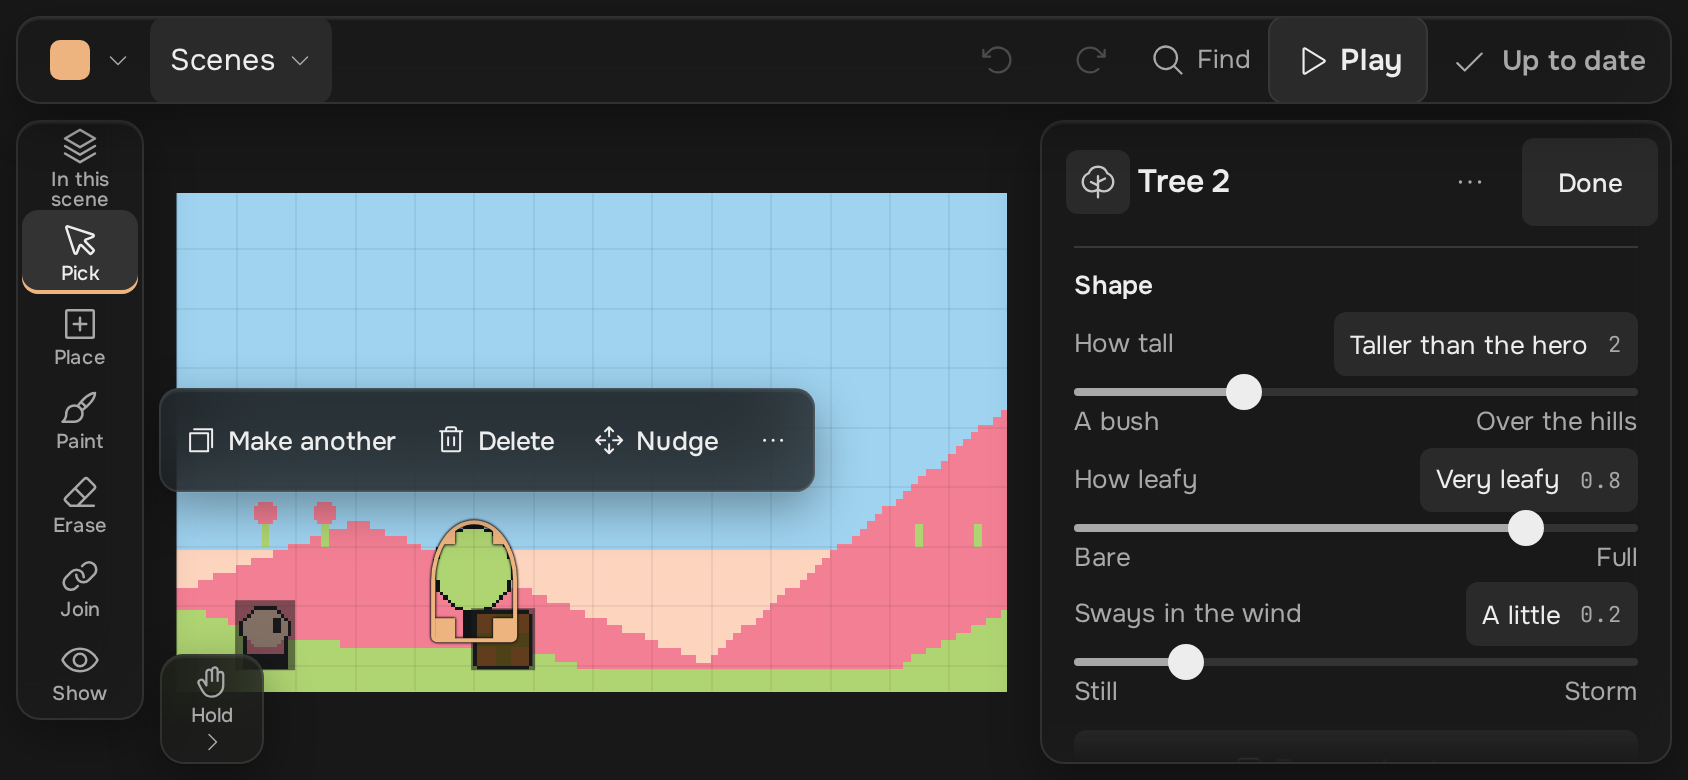 Scenes
Find
Play
Up to date
In this
scene
Pick
Place
Paint
Erase
Join
Show
Make another
Delete
Nudge
Hold
Tree 2
Done
Shape
How tall
Taller than the hero 2
A bush
Over the hills
How leafy
Very leafy 0.8
Bare
Full
Sways in the wind
A little 0.2
Still
Storm